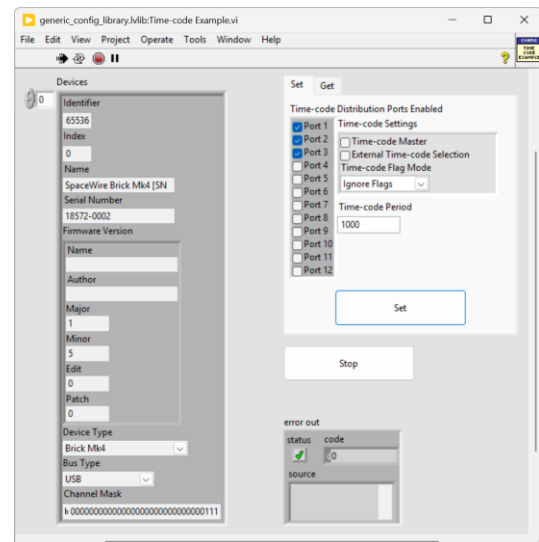 generic_config_library.lvlib:Time-code Example.vi
File Edit View Project Operate Tools Window Help
CONFIG
TIME
CODE
EXAMPLE
Devices
0
Identifier
65536
Index
0
Name
SpaceWire Brick Mk4 [SN
Serial Number
18572-0002
Firmware Version
Name
Author
Major
1
Minor
5
Edit
0
Patch
0
Device Type
Brick Mk4
Bus Type
USB
Channel Mask
b 00000000000000000000000000000111
Set Get
Time-code Distribution Ports Enabled
Port 1
Port 2
Port 3
Port 4
Port 5
Port 6
Port 7
Port 8
Port 9
Port 10
Port 11
Port 12
Time-code Settings
Time-code Master
External Time-code Selection
Time-code Flag Mode
Ignore Flags
Time-code Period
1000
Set
Stop
error out
status code
0
source